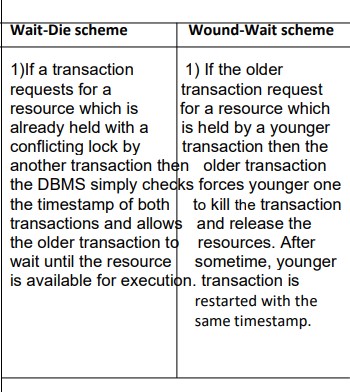 Wait-Die scheme
Wound-Wait scheme
1)If a transaction
requests for a
resource which is
already held with a
conflicting lock by
another transaction then
the DBMS simply checks
the timestamp of both
transactions and allows
the older transaction to
wait until the resource
is available for execution.
1) If the older
transaction request
for a resource which
is held by a younger
transaction then the
older transaction
forces younger one
to kill the transaction
and release the
resources. After
sometime, younger
transaction is
restarted with the
same timestamp.